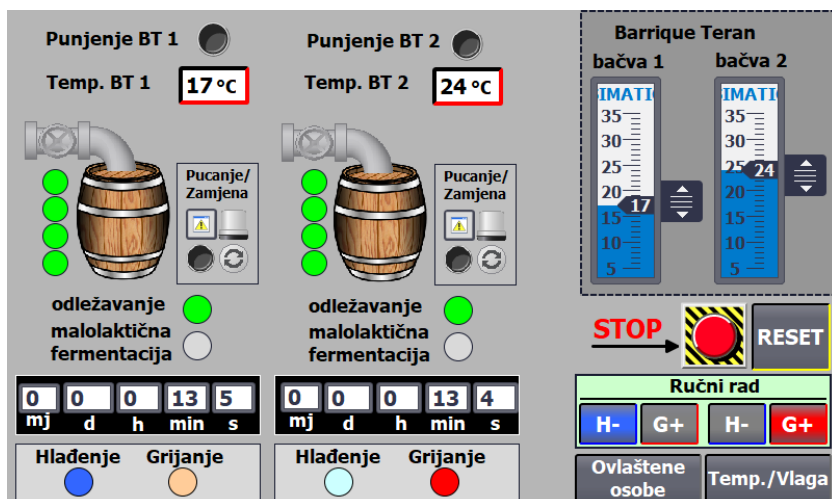 Punjenje BT 1
Temp. BT 1
17 °C
Pucanje/
Zamjena
odležavanje
malolaktična
fermentacija
0 0 0 13 5
mj d h min s
Hlađenje Grijanje
Punjenje BT 2
Temp. BT 2
24 °C
Pucanje/
Zamjena
odležavanje
malolaktična
fermentacija
0 0 0 13 4
mj d h min s
Hlađenje Grijanje
Barrique Teran
bačva 1 bačva 2
SIMATI SIMATI
35 35
30 30
25 25 24
20 20
17
15 15
10 10
5 5
STOP
RESET
Ručni rad
H- G+ H- G+
Ovlaštene
osobe
Temp./Vlaga